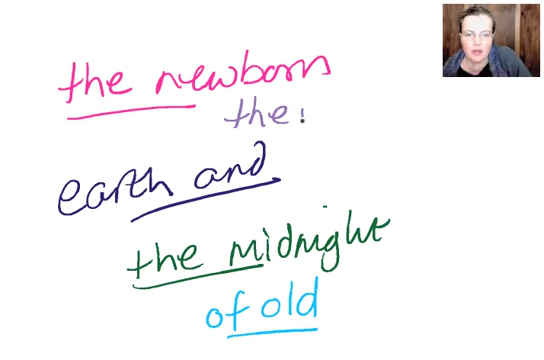 the newborn
the!
earth and
the midnight
of old